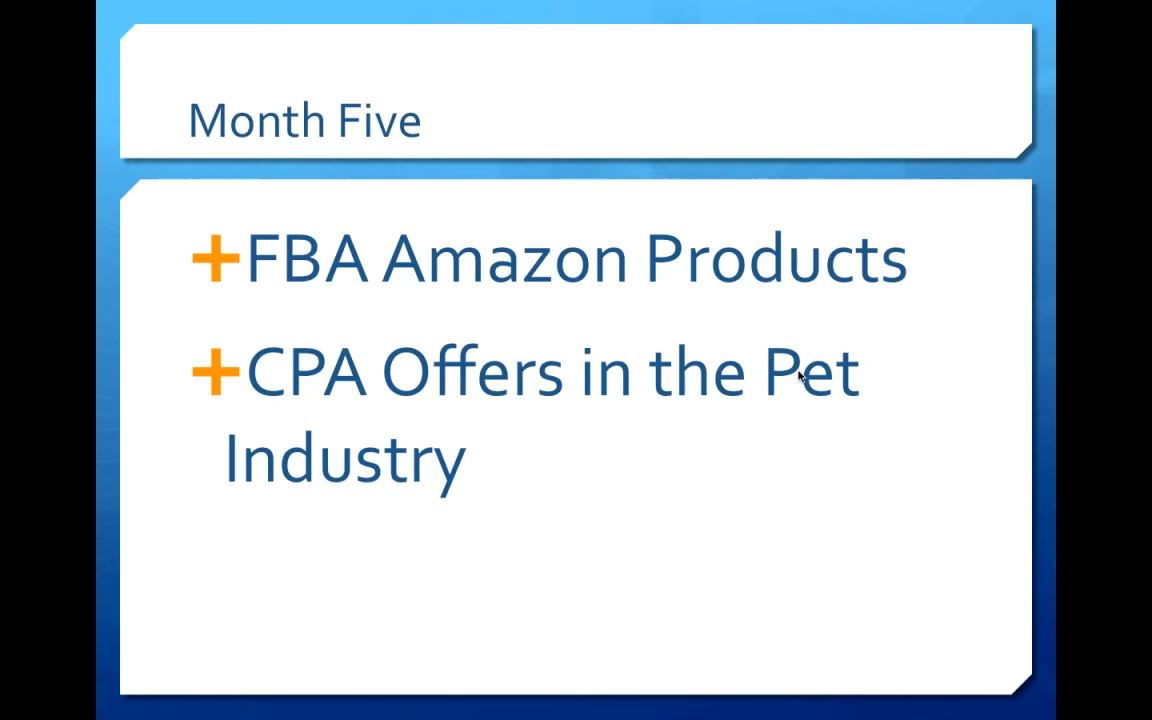 Month Five
FBA Amazon Products
CPA Offers in the Pet
Industry